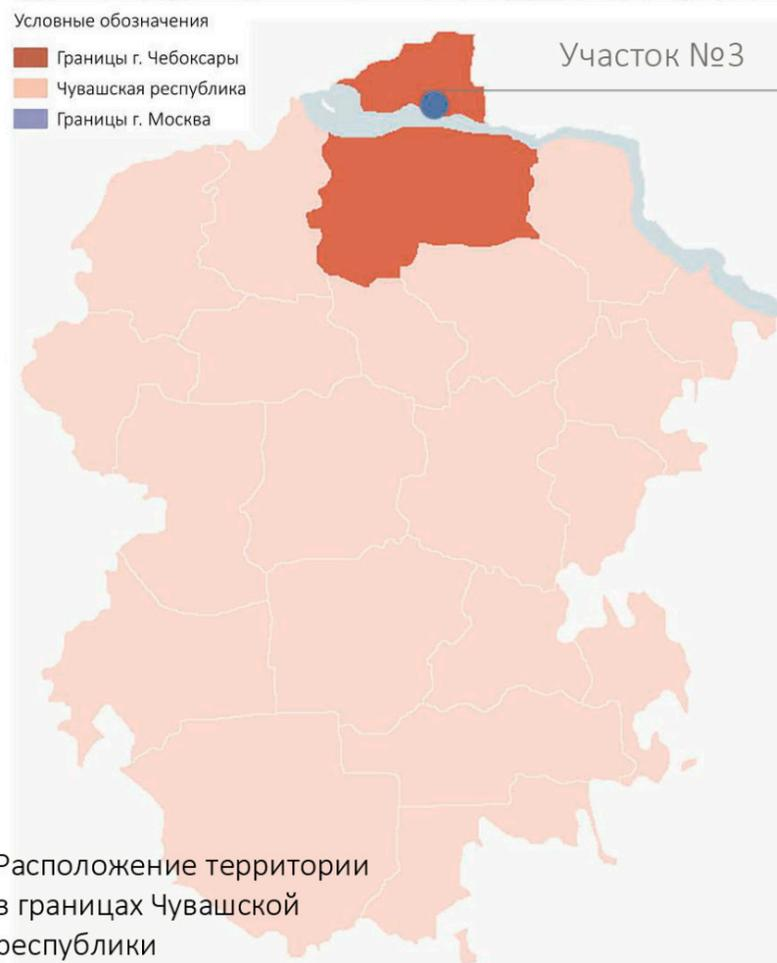 Условные обозначения
Границы г. Чебоксары
Чувашская республика
Границы г. Москва
Участок №3
Расположение территории
в границах Чувашской
республики